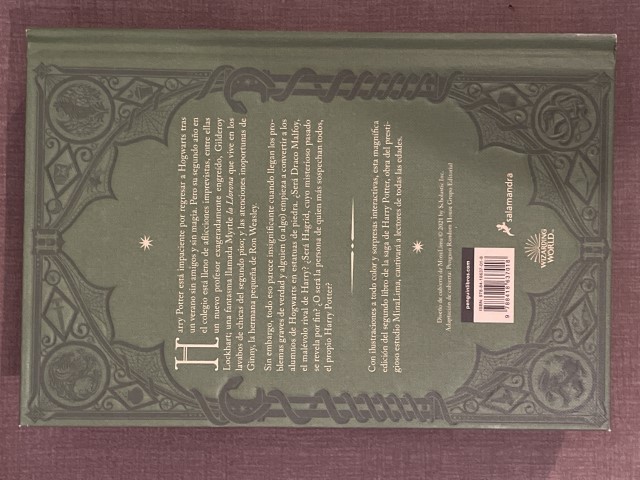 Harry Potter está impaciente por regresar a Hogwarts tras
un verano sin amigos y sin magia. Pero su segundo año en
el colegio está lleno de aflicciones imprevistas, entre ellas
un nuevo profesor exageradamente engreído, Gilderoy
Lockhart; una fantasma llamada Myrtle la Llorona que vive en los
lavabos de chicas del segundo piso; y las atenciones inoportunas de
Ginny, la hermana pequeña de Ron Weasley.
Sin embargo, todo eso parece insignificante cuando llegan los pro-
blemas graves de verdad y alguien (o algo) empieza a convertir a los
alumnos de Hogwarts en estatuas de piedra. ¿Será Draco Malfoy,
el malévolo rival de Harry? ¿Será Hagrid, cuyo misterioso pasado
se revela por fin? ¿O será la persona de quien más sospechan todos,
el propio Harry Potter?
Con ilustraciones a todo color y sorpresas interactivas, esta magnífica
edición del segundo libro de la saga de Harry Potter, obra del presti-
gioso estudio MinaLima, cautivará a lectores de todas las edades.
Diseño de cubierta de MinaLima © 2021 by Scholastic Inc.
Adaptación de cubierta: Penguin Random House Grupo Editorial
penguinlibros.com
ISBN: 978-84-18637-01-8
9 788418 637018
salamandra
WIZARDING
WORLD
H
H